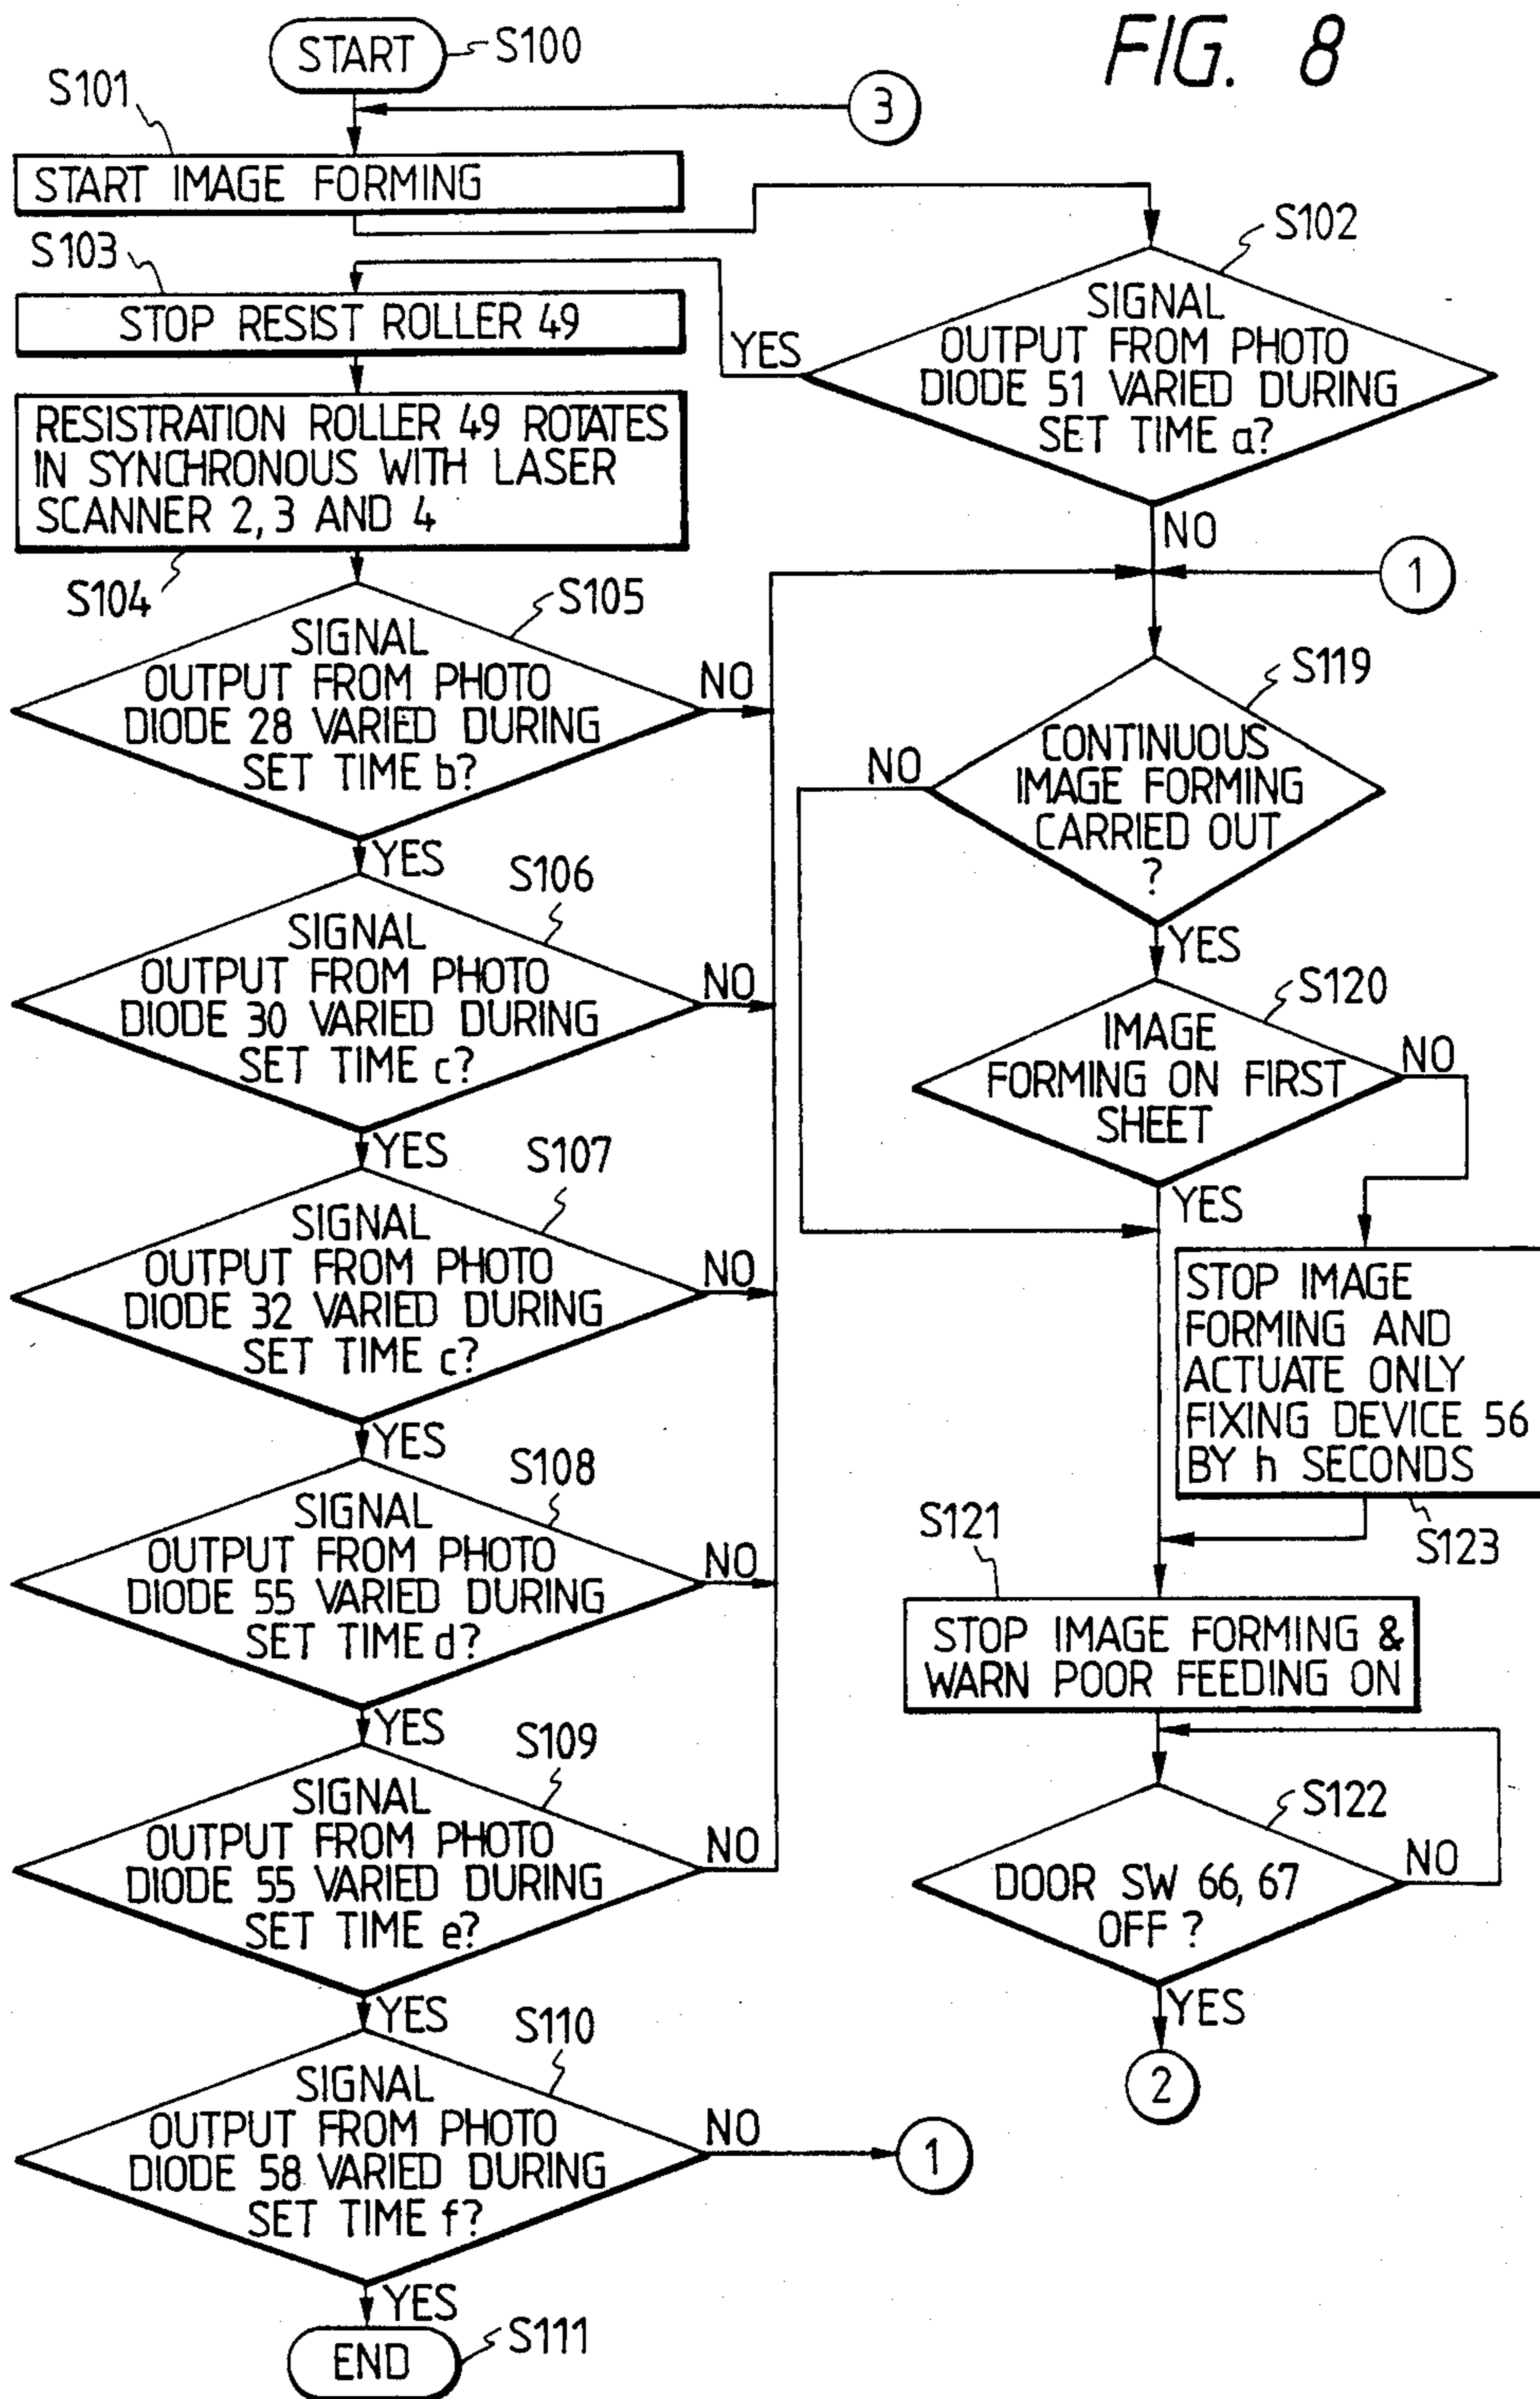 FIG. 8
START
S100
3
S101
START IMAGE FORMING
S102
SIGNAL
OUTPUT FROM PHOTO
DIODE 51 VARIED DURING
SET TIME a?
YES
NO
S103
STOP RESIST ROLLER 49
RESISTRATION ROLLER 49 ROTATES
IN SYNCHRONOUS WITH LASER
SCANNER 2, 3 AND 4
S104
S105
SIGNAL
OUTPUT FROM PHOTO
DIODE 28 VARIED DURING
SET TIME b?
NO
YES
S106
SIGNAL
OUTPUT FROM PHOTO
DIODE 30 VARIED DURING
SET TIME c?
NO
YES
S107
SIGNAL
OUTPUT FROM PHOTO
DIODE 32 VARIED DURING
SET TIME c?
NO
YES
S108
SIGNAL
OUTPUT FROM PHOTO
DIODE 55 VARIED DURING
SET TIME d?
NO
YES
S109
SIGNAL
OUTPUT FROM PHOTO
DIODE 55 VARIED DURING
SET TIME e?
NO
YES
S110
SIGNAL
OUTPUT FROM PHOTO
DIODE 58 VARIED DURING
SET TIME f?
NO
1
YES
END
S111
1
S119
CONTINUOUS
IMAGE FORMING
CARRIED OUT
?
NO
YES
S120
IMAGE
FORMING ON FIRST
SHEET
NO
YES
STOP IMAGE
FORMING AND
ACTUATE ONLY
FIXING DEVICE 56
BY h SECONDS
S123
S121
STOP IMAGE FORMING &
WARN POOR FEEDING ON
S122
DOOR SW 66, 67
OFF ?
NO
YES
2